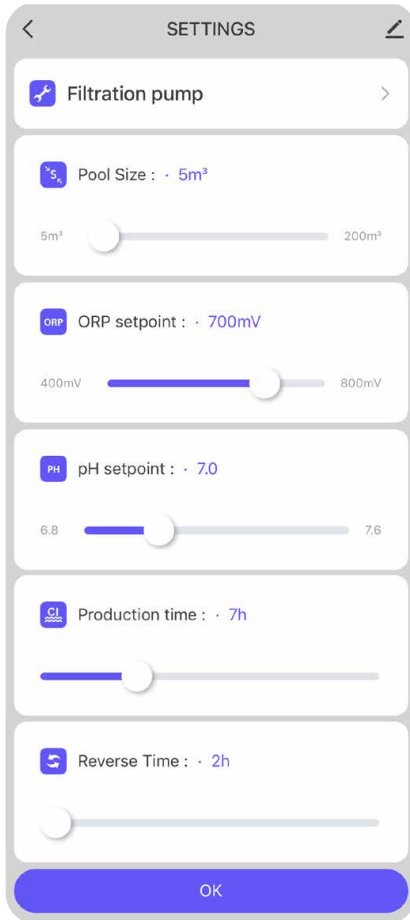 SETTINGS
Filtration pump
Pool Size : · 5m³
5m³ 200m³
ORP ORP setpoint : · 700mV
400mV 800mV
PH pH setpoint : · 7.0
6.8 7.6
Cl Production time : · 7h
Reverse Time : · 2h
OK